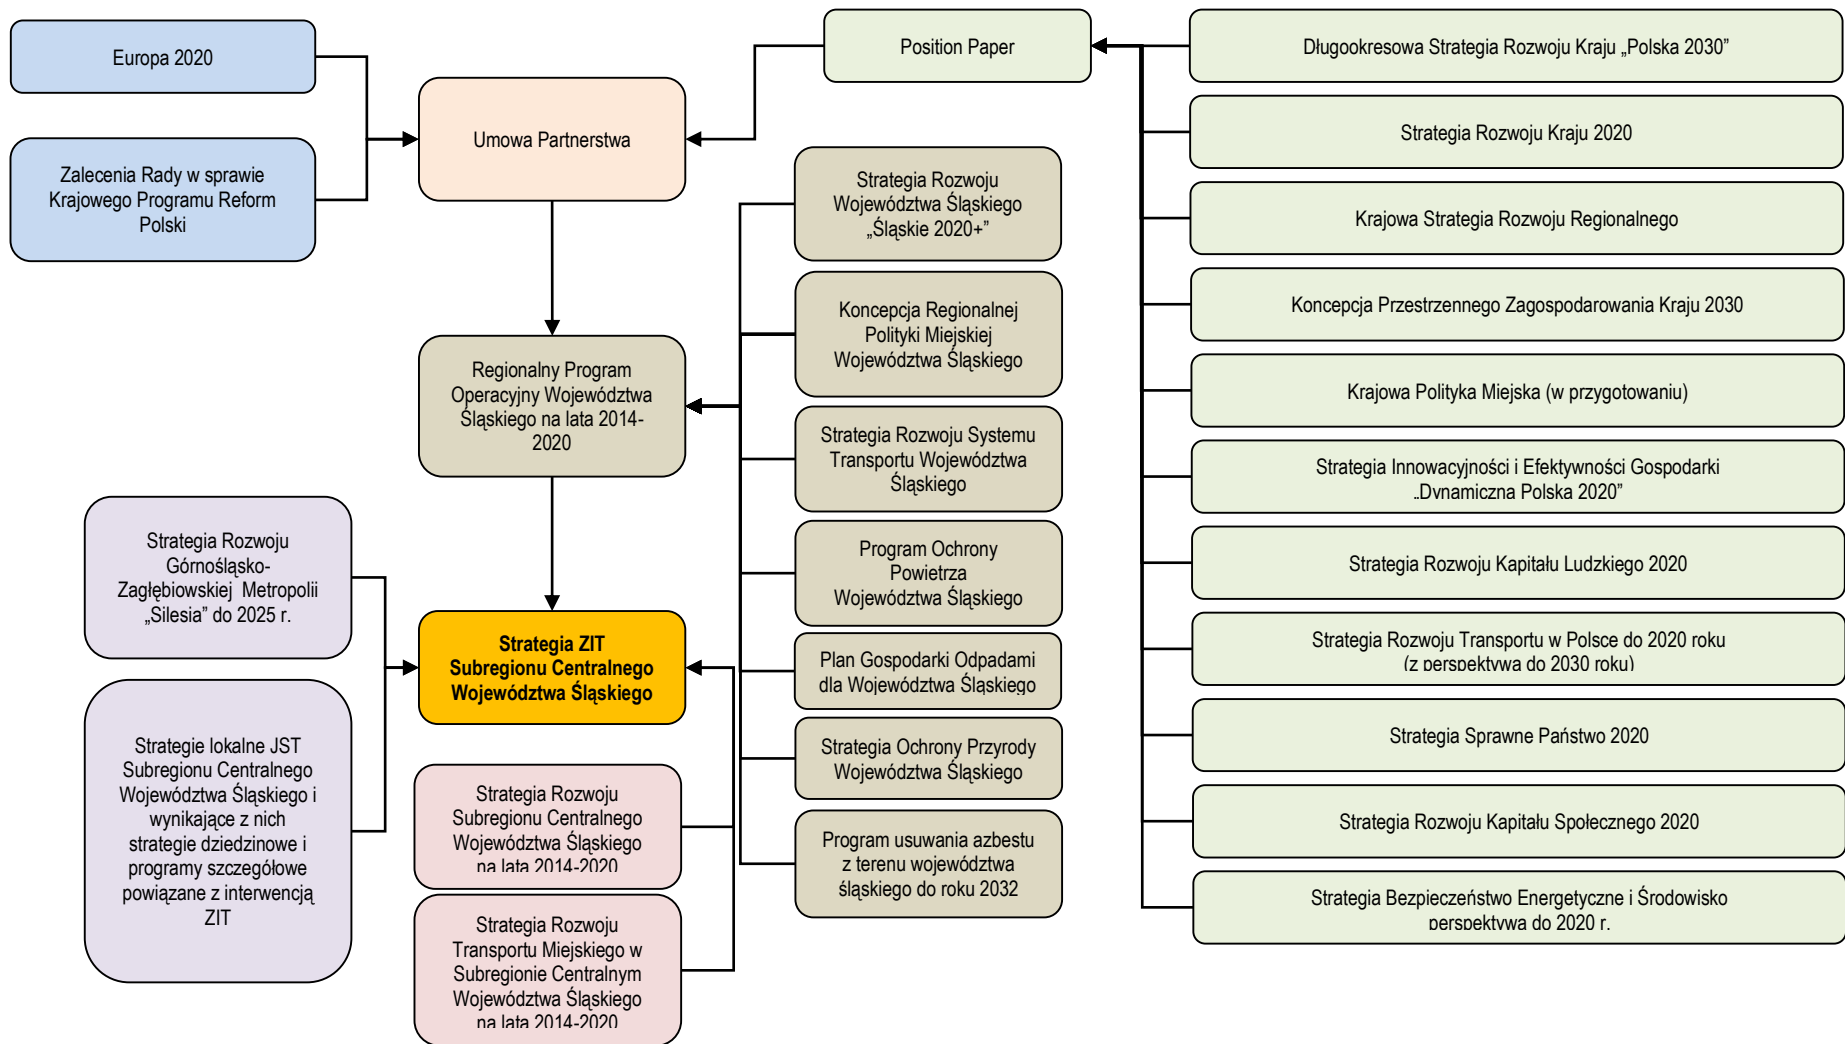 Europa 2020
Zalecenia Rady w sprawie
Krajowego Programu Reform
Polski
Umowa Partnerstwa
Position Paper
Regionalny Program
Operacyjny Województwa
Śląskiego na lata 2014-
2020
Strategia Rozwoju
Górnośląsko-
Zagłębiowskiej Metropolii
„Silesia” do 2025 r.
Strategie lokalne JST
Subregionu Centralnego
Województwa Śląskiego i
wynikające z nich
strategie dziedzinowe i
programy szczegółowe
powiązane z interwencją
ZIT
Strategia ZIT
Subregionu Centralnego
Województwa Śląskiego
Strategia Rozwoju
Subregionu Centralnego
Województwa Śląskiego
na lata 2014-2020
Strategia Rozwoju
Transportu Miejskiego w
Subregionie Centralnym
Województwa Śląskiego
na lata 2014-2020
Strategia Rozwoju
Województwa Śląskiego
„Śląskie 2020+”
Koncepcja Regionalnej
Polityki Miejskiej
Województwa Śląskiego
Strategia Rozwoju Systemu
Transportu Województwa
Śląskiego
Program Ochrony
Powietrza
Województwa Śląskiego
Plan Gospodarki Odpadami
dla Województwa Śląskiego
Strategia Ochrony Przyrody
Województwa Śląskiego
Program usuwania azbestu
z terenu województwa
śląskiego do roku 2032
Długookresowa Strategia Rozwoju Kraju „Polska 2030”
Strategia Rozwoju Kraju 2020
Krajowa Strategia Rozwoju Regionalnego
Koncepcja Przestrzennego Zagospodarowania Kraju 2030
Krajowa Polityka Miejska (w przygotowaniu)
Strategia Innowacyjności i Efektywności Gospodarki
„Dynamiczna Polska 2020”
Strategia Rozwoju Kapitału Ludzkiego 2020
Strategia Rozwoju Transportu w Polsce do 2020 roku
(z perspektywa do 2030 roku)
Strategia Sprawne Państwo 2020
Strategia Rozwoju Kapitału Społecznego 2020
Strategia Bezpieczeństwo Energetyczne i Środowisko
perspektywa do 2020 r.